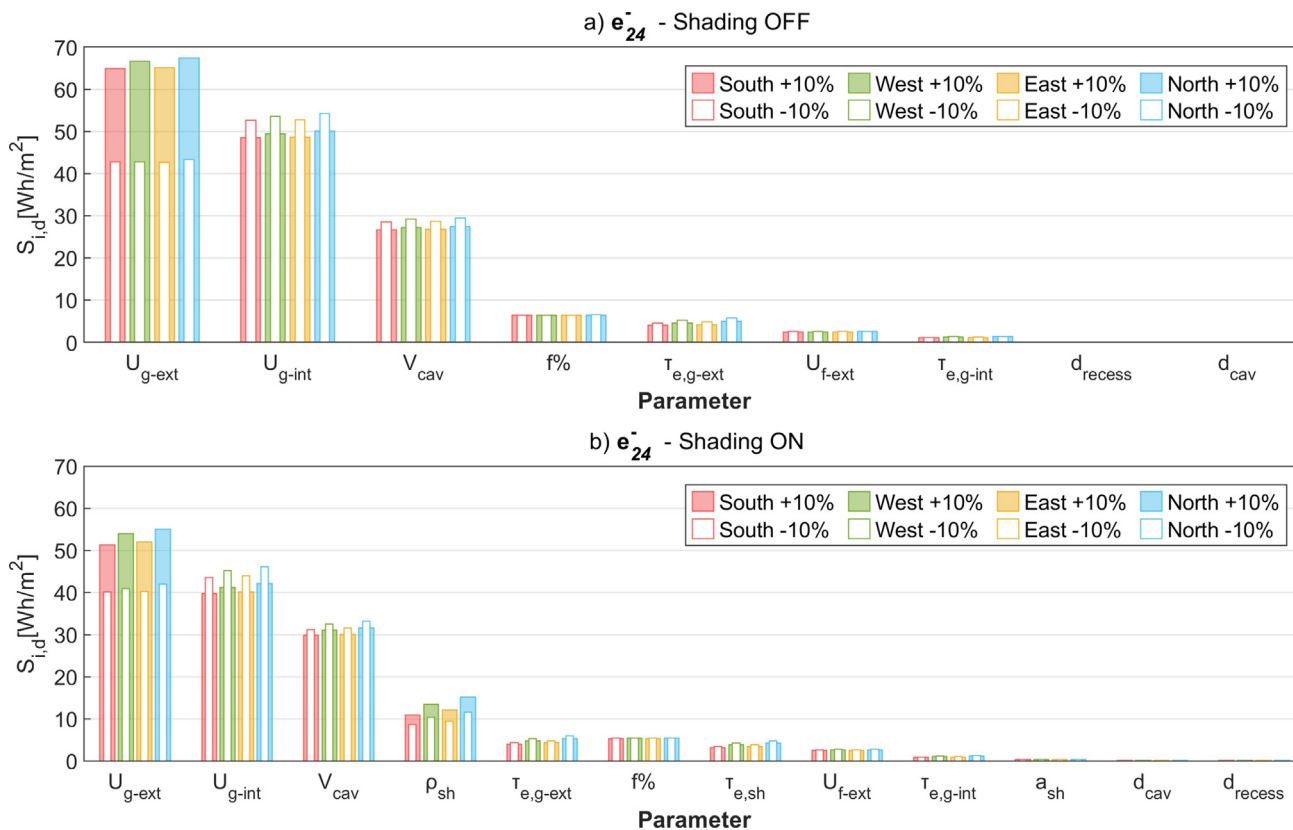 a) e⁻₂₄ - Shading OFF
70
60
50
40
30
20
10
0
S_i,d[Wh/m²]
South +10% West +10% East +10% North +10%
South -10% West -10% East -10% North -10%
U_g-ext U_g-int V_cav f% τ_e,g-ext U_f-ext τ_e,g-int d_recess d_cav
Parameter
b) e⁻₂₄ - Shading ON
70
60
50
40
30
20
10
0
S_i,d[Wh/m²]
South +10% West +10% East +10% North +10%
South -10% West -10% East -10% North -10%
U_g-ext U_g-int V_cav ρ_sh τ_e,g-ext f% τ_e,sh U_f-ext τ_e,g-int a_sh d_cav d_recess
Parameter